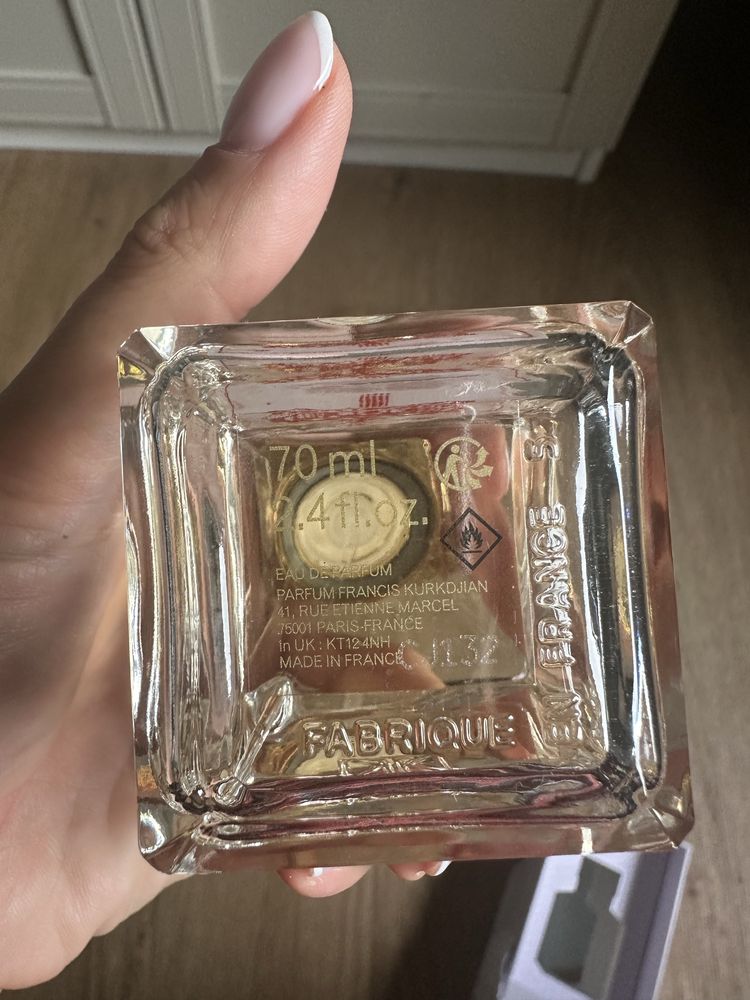 70 ml
2.4 fl.oz.
EAU DE PARFUM
PARFUM FRANCIS KURKDJIAN
41, RUE ETIENNE MARCEL
75001 PARIS-FRANCE
in UK : KT12 4NH
MADE IN FRANCE
CJ132
FABRIQUE
EN FRANCE